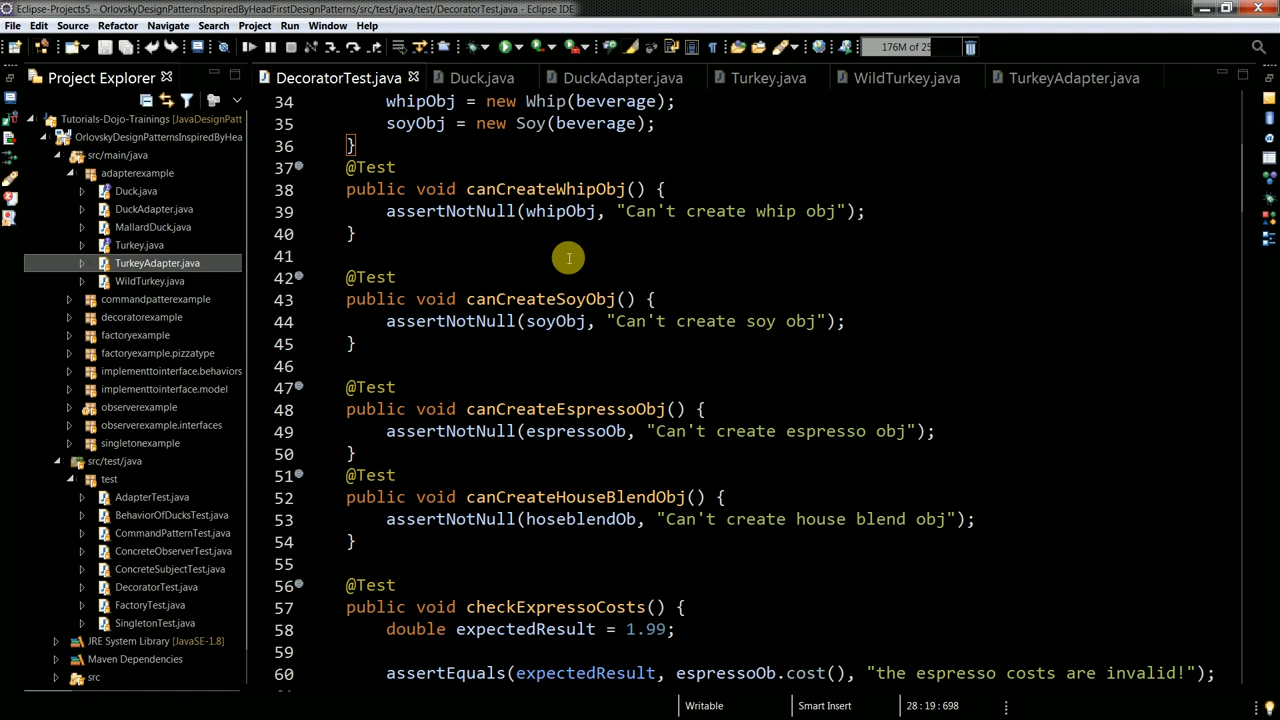 Eclipse-Projects5 - OrlovskyDesignPatternsInspiredByHeadFirstDesignPatterns/src/test/java/test/DecoratorTest.java - Eclipse IDE
File Edit Source Refactor Navigate Search Project Run Window Help
176M of 25
Project Explorer
DecoratorTest.java
Duck.java
DuckAdapter.java
Turkey.java
WildTurkey.java
TurkeyAdapter.java
Tutorials-Dojo-Trainings [JavaDesignPatt
OrlovskyDesignPatternsInspiredByHea
src/main/java
adapterexample
Duck.java
DuckAdapter.java
MallardDuck.java
Turkey.java
TurkeyAdapter.java
WildTurkey.java
commandpatterexample
decoratorexample
factoryexample
factoryexample.pizzatype
implementtointerface.behaviors
implementtointerface.model
observerexample
observerexample.interfaces
singletonexample
src/test/java
test
AdapterTest.java
BehaviorOfDucksTest.java
CommandPatternTest.java
ConcreteObserverTest.java
ConcreteSubjectTest.java
DecoratorTest.java
FactoryTest.java
SingletonTest.java
JRE System Library [JavaSE-1.8]
Maven Dependencies
src
34 whipObj = new Whip(beverage);
35 soyObj = new Soy(beverage);
36 }
37 @Test
38 public void canCreateWhipObj() {
39 assertNotNull(whipObj, "Can't create whip obj");
40 }
41
42 @Test
43 public void canCreateSoyObj() {
44 assertNotNull(soyObj, "Can't create soy obj");
45 }
46
47 @Test
48 public void canCreateEspressoObj() {
49 assertNotNull(espressoOb, "Can't create espresso obj");
50 }
51 @Test
52 public void canCreateHouseBlendObj() {
53 assertNotNull(hoseblendOb, "Can't create house blend obj");
54 }
55
56 @Test
57 public void checkExpressoCosts() {
58 double expectedResult = 1.99;
59
60 assertEquals(expectedResult, espressoOb.cost(), "the espresso costs are invalid!");
Writable
Smart Insert
28 : 19 : 698